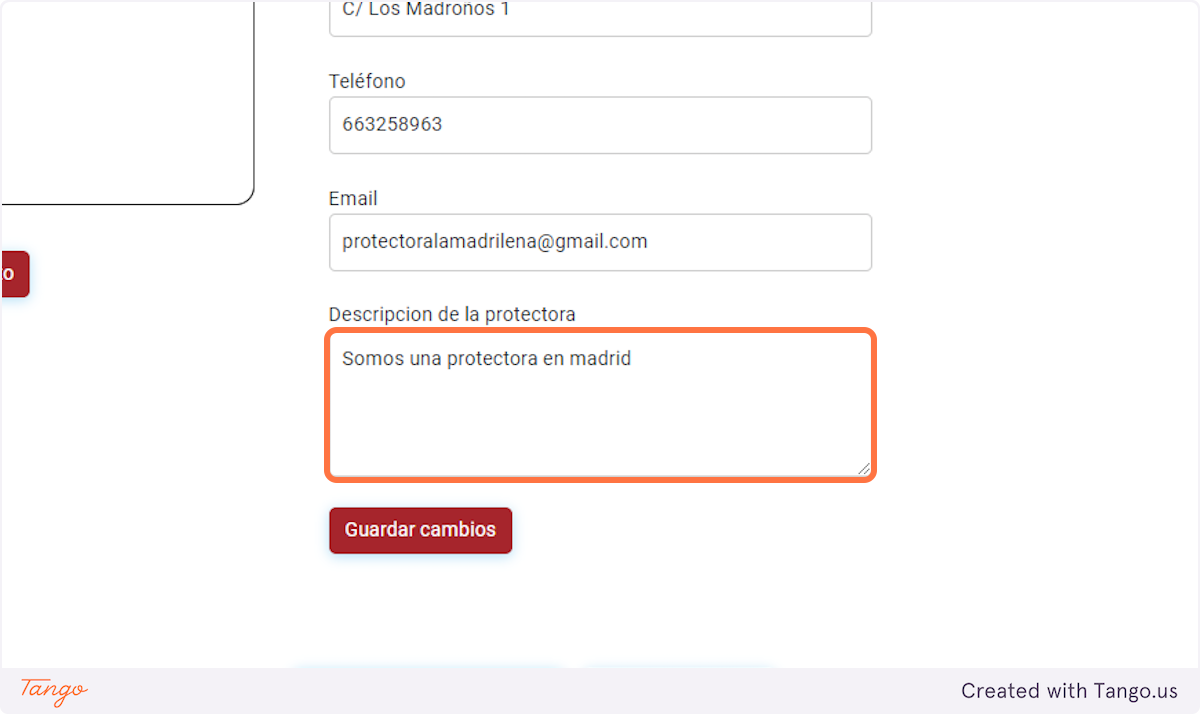 C/ Los Madroños 1
Teléfono
663258963
Email
protectoralamadrilena@gmail.com
o
Descripcion de la protectora
Somos una protectora en madrid
Guardar cambios
Tango
Created with Tango.us